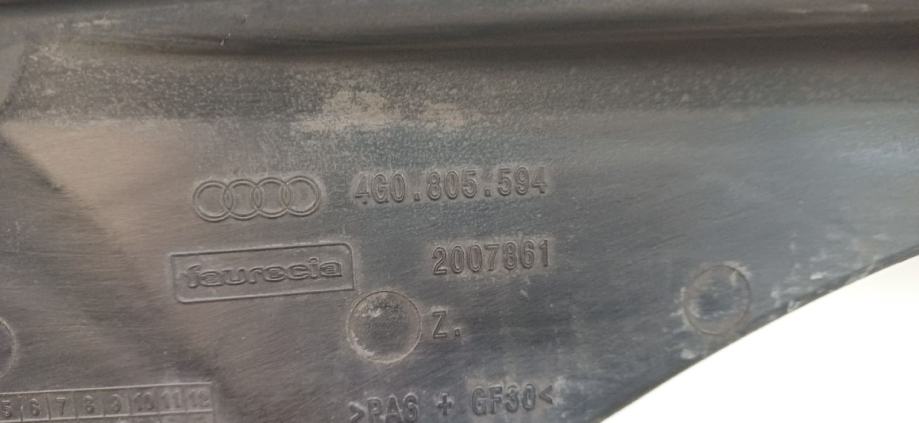 4G0.805.594
faurecia
2007861
Z.
5 6 7 8 9 10 11 12
>PA6 + GF30<